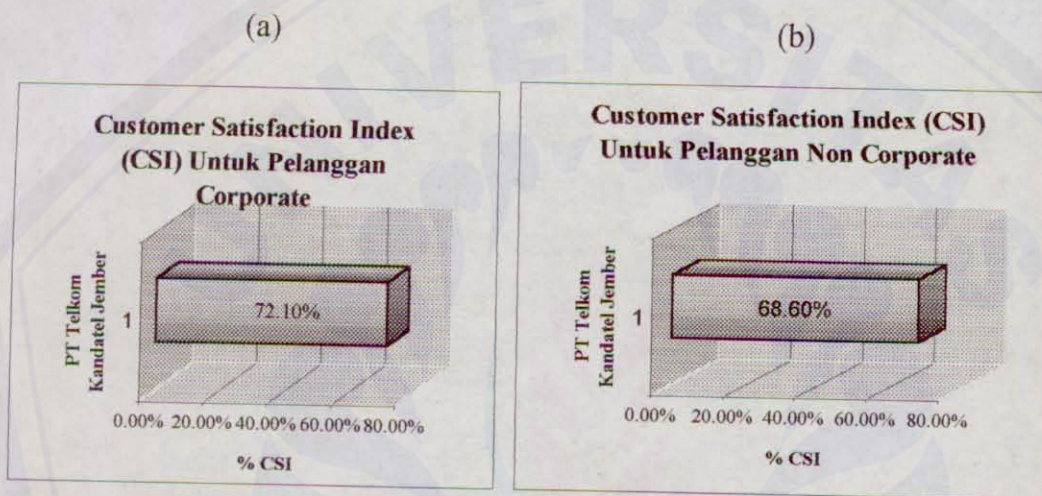 (a)
Customer Satisfaction Index
(CSI) Untuk Pelanggan
Corporate
PT Telkom
Kandatel Jember
1
72.10%
0.00% 20.00% 40.00% 60.00% 80.00%
% CSI
(b)
Customer Satisfaction Index (CSI)
Untuk Pelanggan Non Corporate
PT Telkom
Kandatel Jember
1
68.60%
0.00% 20.00% 40.00% 60.00% 80.00%
% CSI